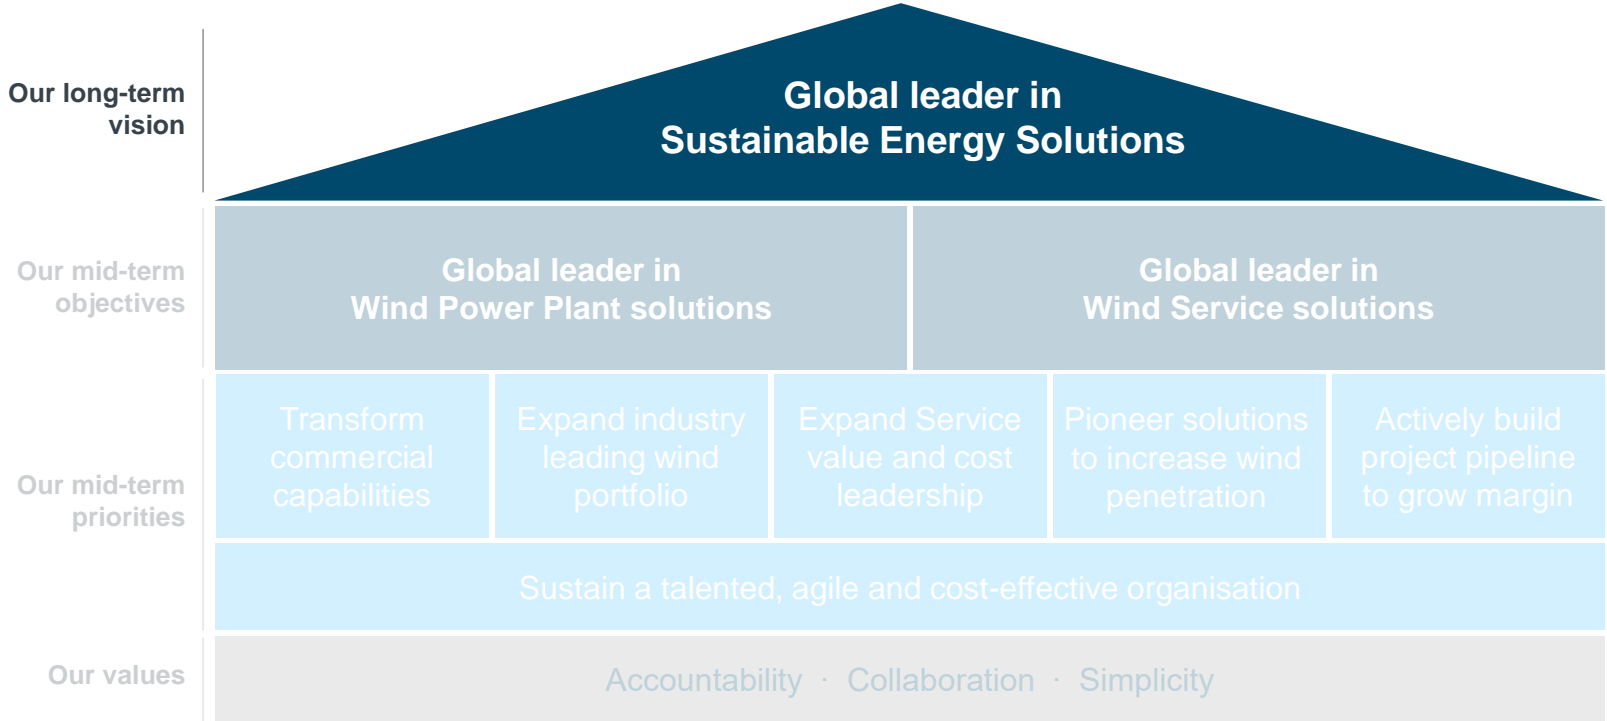 Our long-term
vision
Global leader in
Sustainable Energy Solutions
Our mid-term
objectives
Global leader in
Wind Power Plant solutions
Global leader in
Wind Service solutions
Our mid-term
priorities
Transform
commercial
capabilities
Expand industry
leading wind
portfolio
Expand Service
value and cost
leadership
Pioneer solutions
to increase wind
penetration
Actively build
project pipeline
to grow margin
Sustain a talented, agile and cost-effective organisation
Our values
Accountability · Collaboration · Simplicity